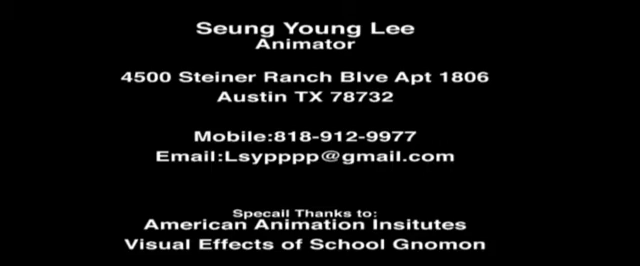 Seung Young Lee
Animator
4500 Steiner Ranch Blve Apt 1806
Austin TX 78732
Mobile:818-912-9977
Email:Lsypppp@gmail.com
Specail Thanks to:
American Animation Insitutes
Visual Effects of School Gnomon